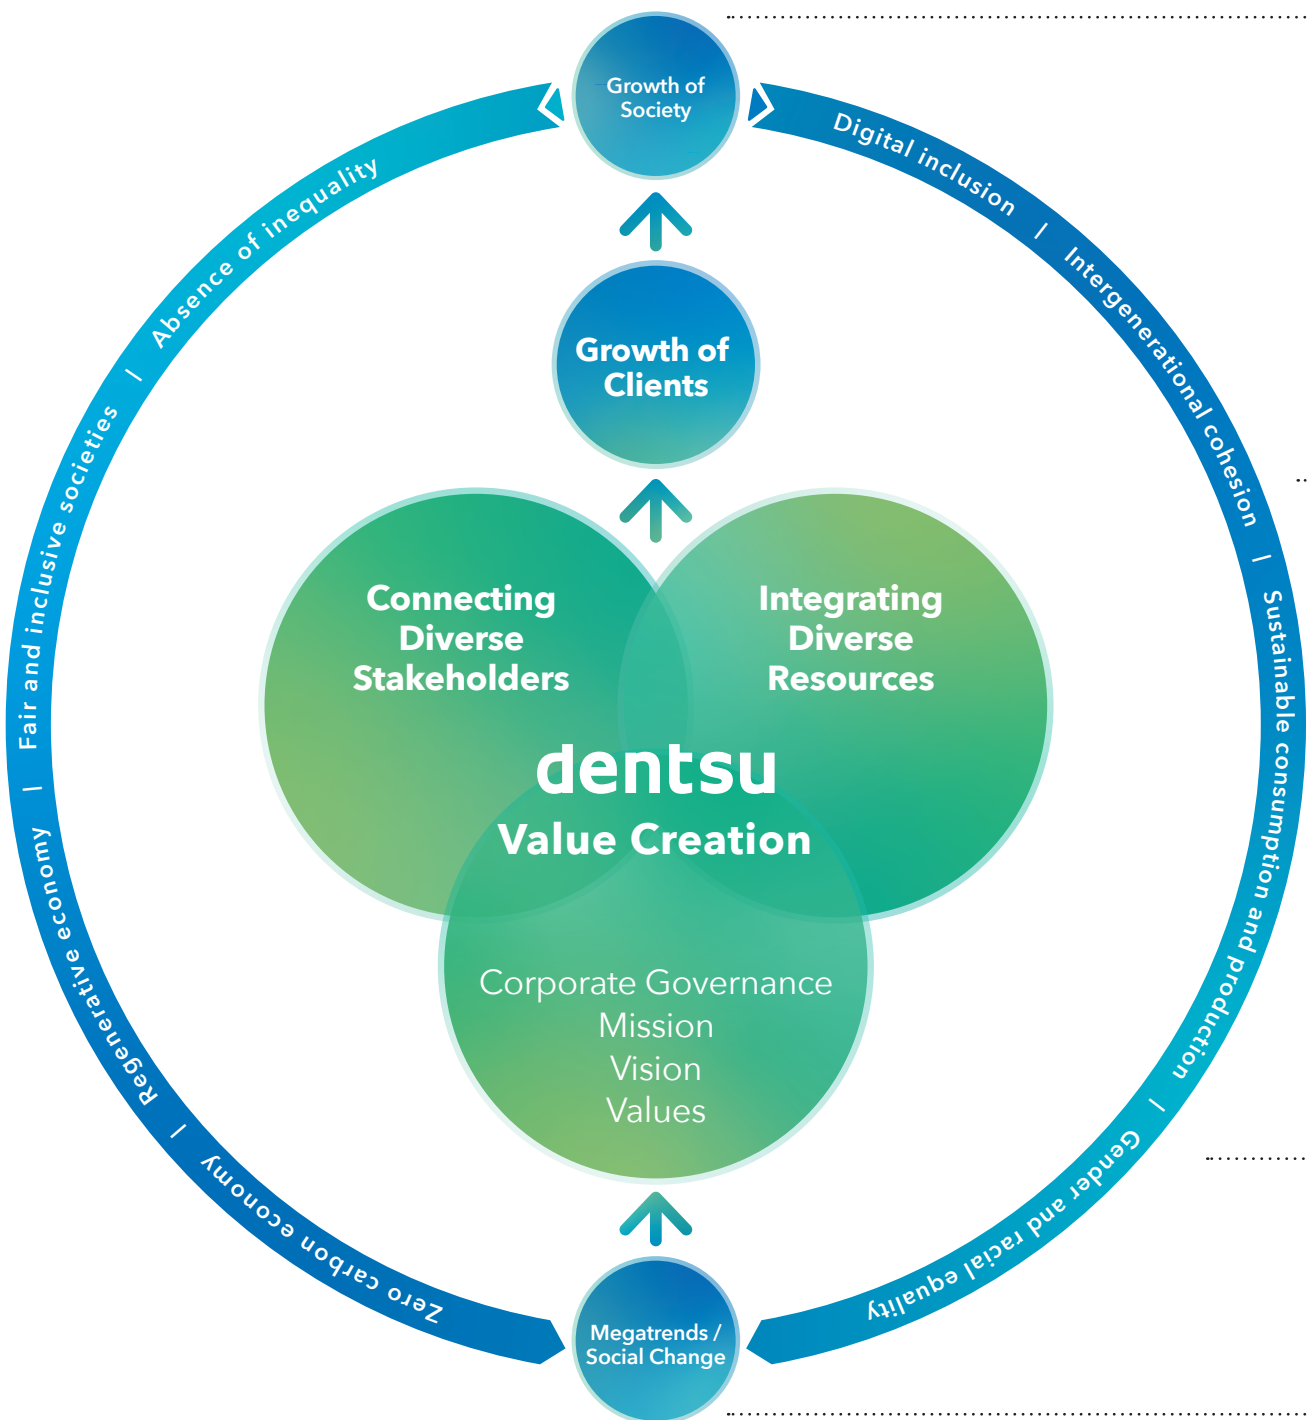 Growth of
Society
Growth of
Clients
Connecting
Diverse
Stakeholders
Integrating
Diverse
Resources
dentsu
Value Creation
Corporate Governance
Mission
Vision
Values
Megatrends /
Social Change
Zero carbon economy | Regenerative economy | Fair and inclusive societies | Absence of inequality
Digital inclusion | Intergenerational cohesion | Sustainable consumption and production | Gender and racial equality